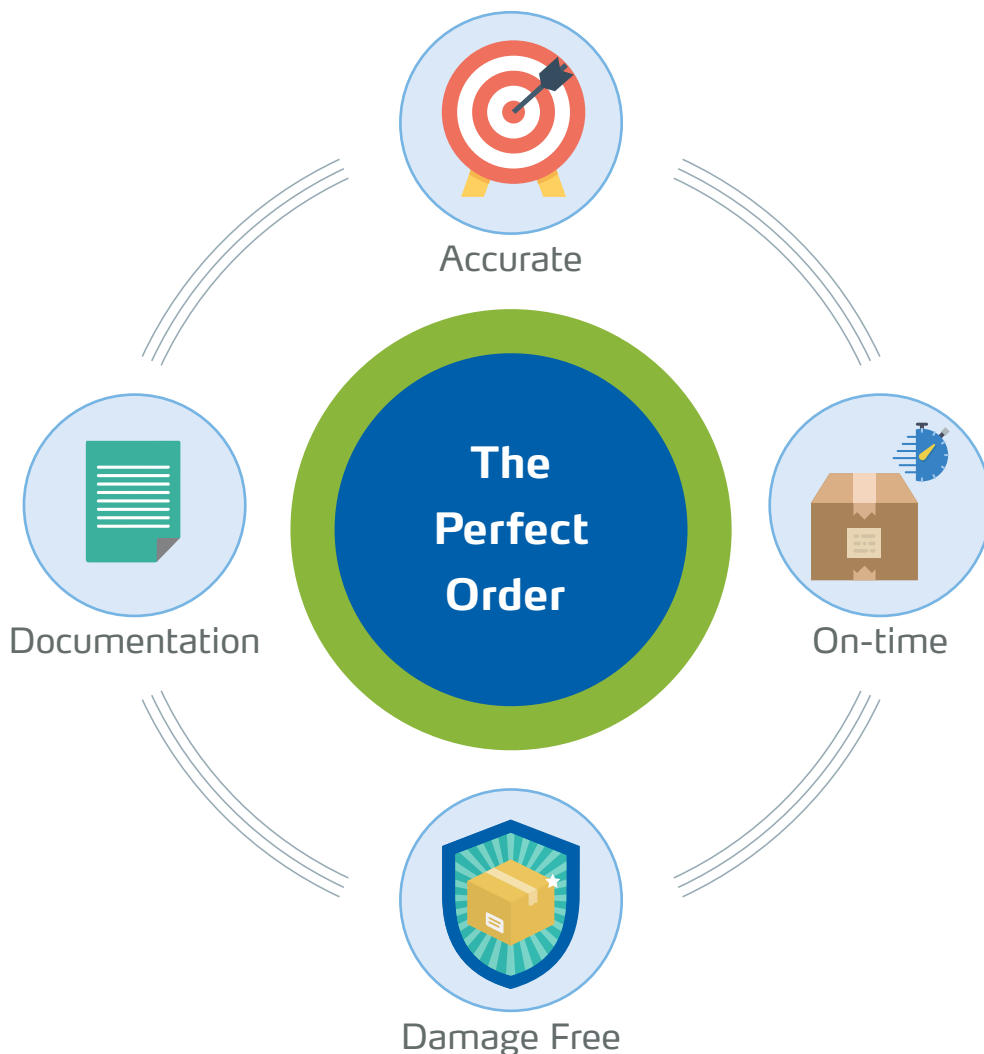 Accurate
The
Perfect
Order
Documentation
On-time
Damage Free